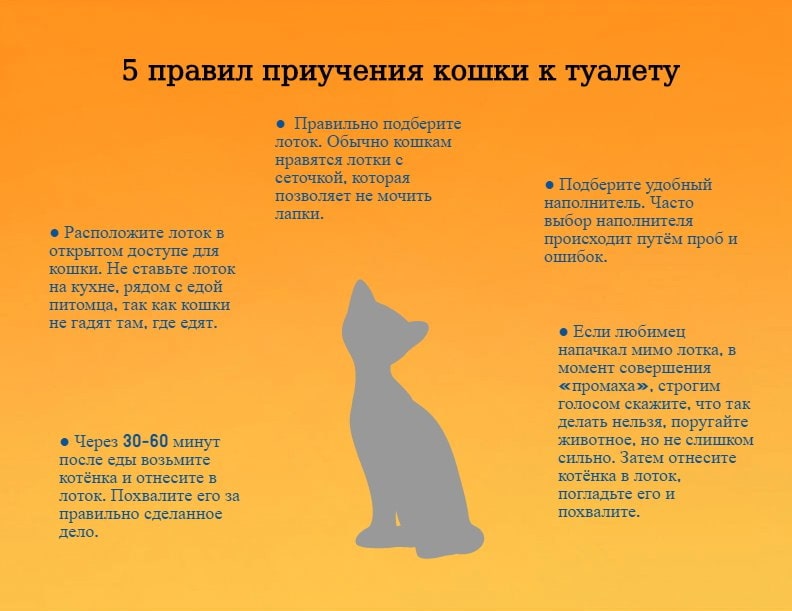 5 правил приучения кошки к туалету
● Правильно подберите
лоток. Обычно кошкам
нравятся лотки с
сеточкой, которая
позволяет не мочить
лапки.
● Подберите удобный
наполнитель. Часто
выбор наполнителя
происходит путём проб и
ошибок.
● Расположите лоток в
открытом доступе для
кошки. Не ставьте лоток
на кухне, рядом с едой
питомца, так как кошки
не гадят там, где едят.
● Если любимец
напачкал мимо лотка, в
момент совершения
«промаха», строгим
голосом скажите, что так
делать нельзя, поругайте
животное, но не слишком
сильно. Затем отнесите
котёнка в лоток,
погладьте его и
похвалите.
● Через 30-60 минут
после еды возьмите
котёнка и отнесите в
лоток. Похвалите его за
правильно сделанное
дело.